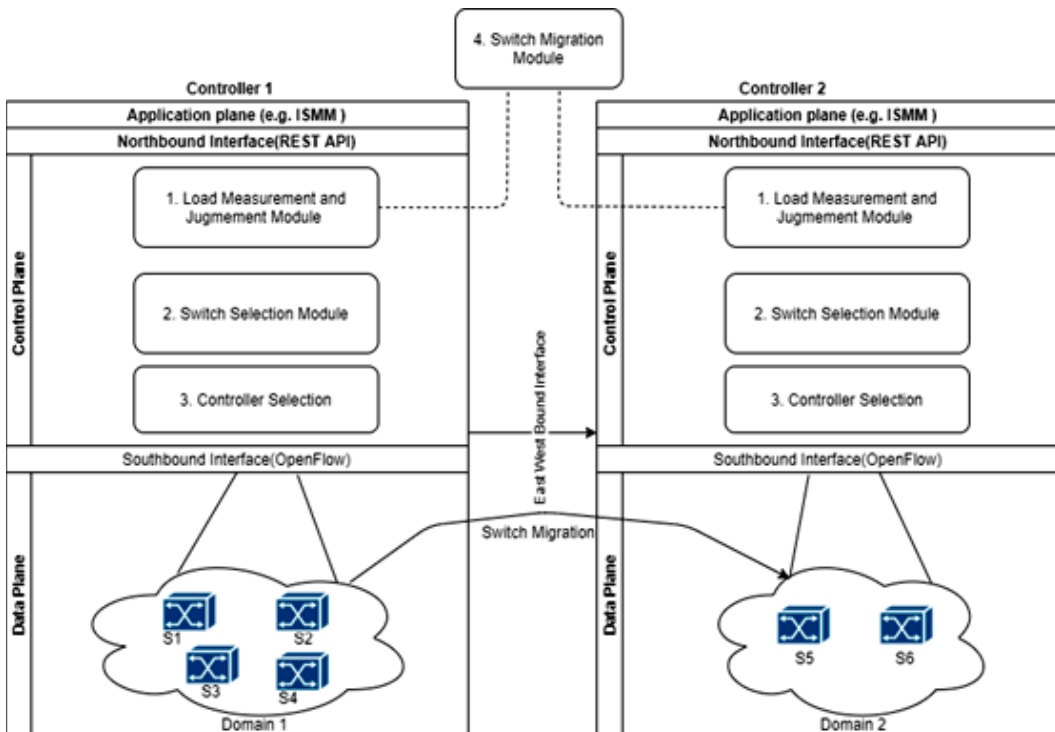 4. Switch Migration
Module
Controller 1
Application plane (e.g. ISMM )
Northbound Interface(REST API)
Control Plane
1. Load Measurement and
Jugmement Module
2. Switch Selection Module
3. Controller Selection
Southbound Interface(OpenFlow)
Data Plane
S1
S2
S3
S4
Domain 1
East West Bound Interface
Switch Migration
Controller 2
Application plane (e.g. ISMM )
Northbound Interface(REST API)
Control Plane
1. Load Measurement and
Jugmement Module
2. Switch Selection Module
3. Controller Selection
Southbound Interface(OpenFlow)
Data Plane
S5
S6
Domain 2